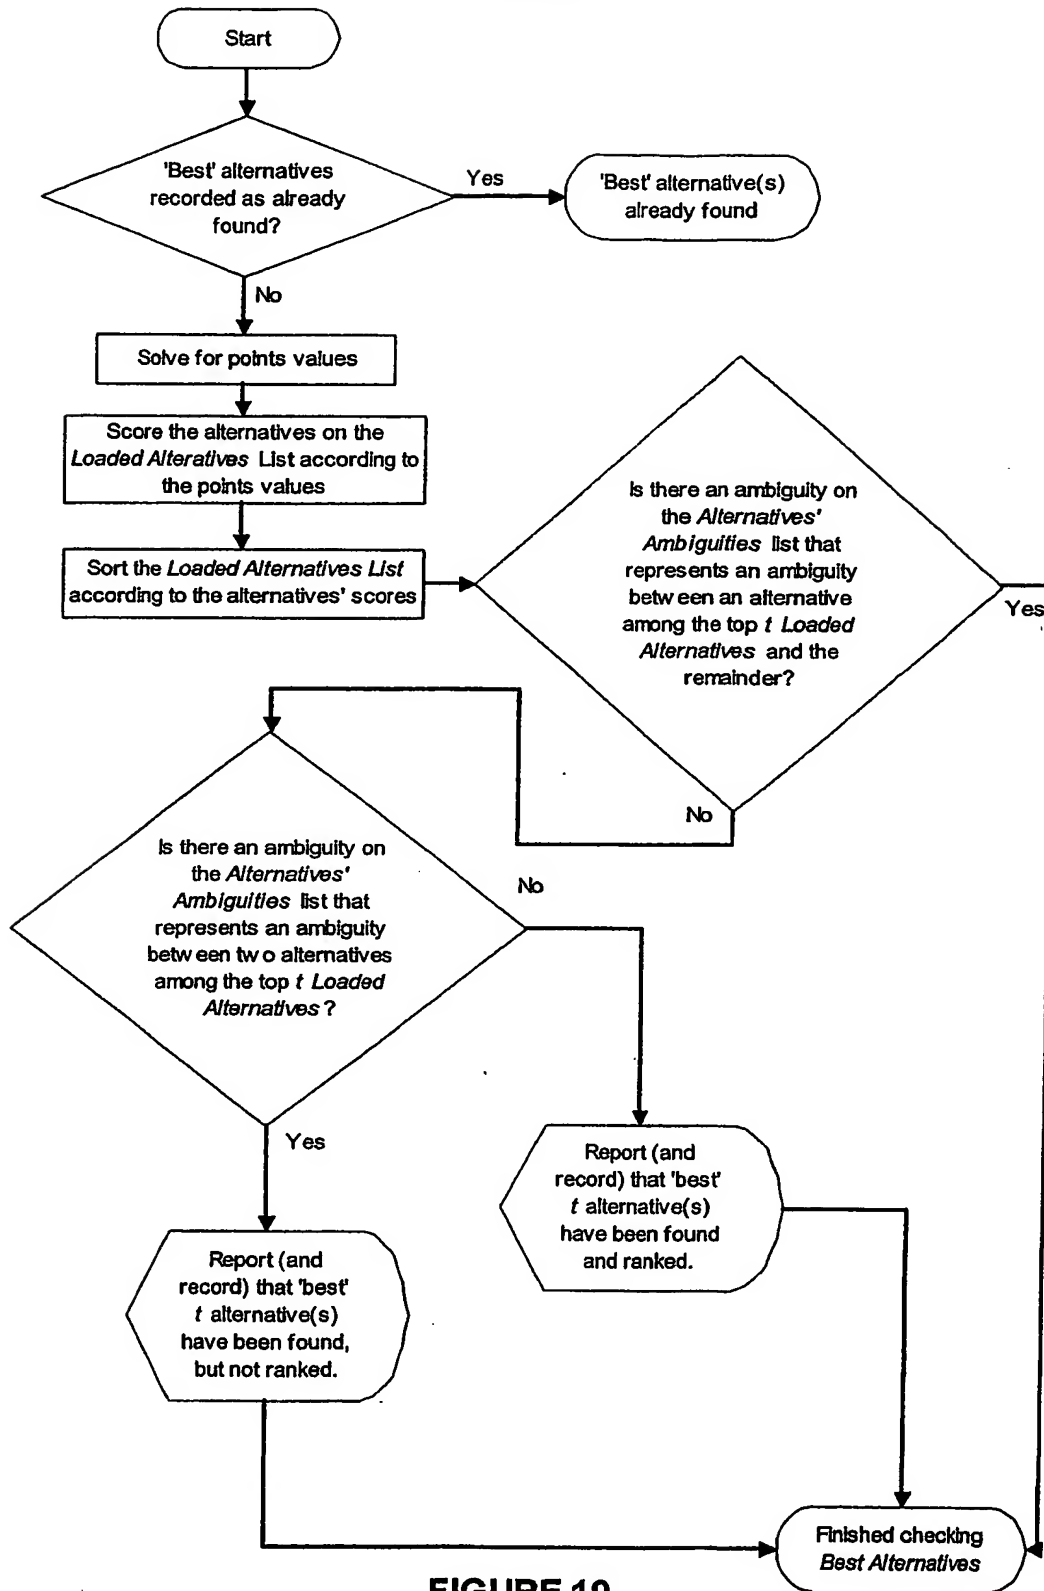 Start
'Best' alternatives
recorded as already
found?
Yes
'Best' alternative(s)
already found
No
Solve for points values
Score the alternatives on the
Loaded Alteratives List according to
the points values
Sort the Loaded Alternatives List
according to the alternatives' scores
Is there an ambiguity on
the Alternatives'
Ambiguities list that
represents an ambiguity
between an alternative
among the top t Loaded
Alternatives and the
remainder?
Yes
No
Is there an ambiguity on
the Alternatives'
Ambiguities list that
represents an ambiguity
between two alternatives
among the top t Loaded
Alternatives?
No
Yes
Report (and
record) that 'best'
t alternative(s)
have been found
and ranked.
Report (and
record) that 'best'
t alternative(s)
have been found,
but not ranked.
Finished checking
Best Alternatives